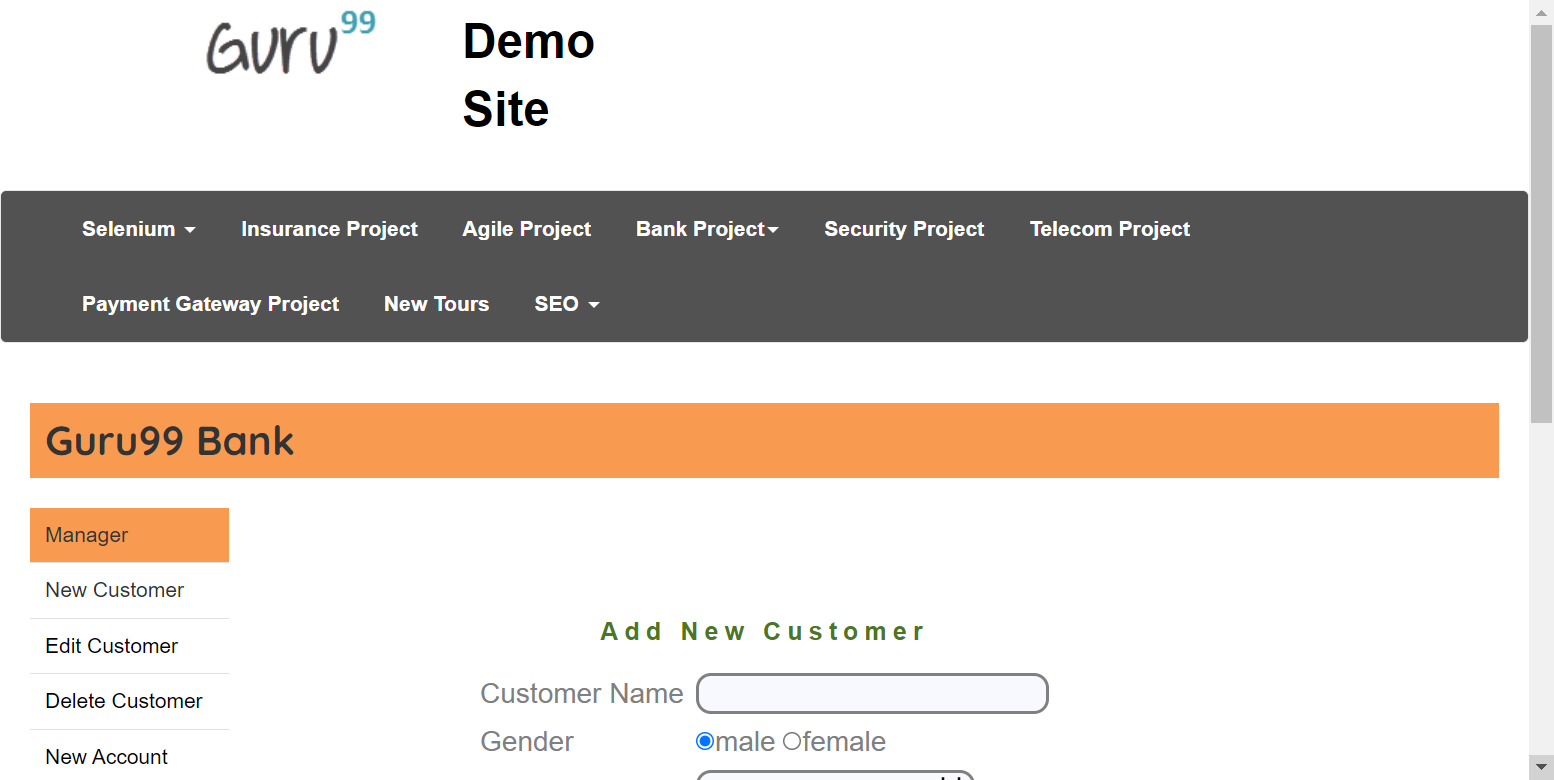 Guru99
Demo
Site
Selenium Insurance Project Agile Project Bank Project Security Project Telecom Project
Payment Gateway Project New Tours SEO
Guru99 Bank
Manager
New Customer
Edit Customer
Delete Customer
New Account
Add New Customer
Customer Name
Gender male female